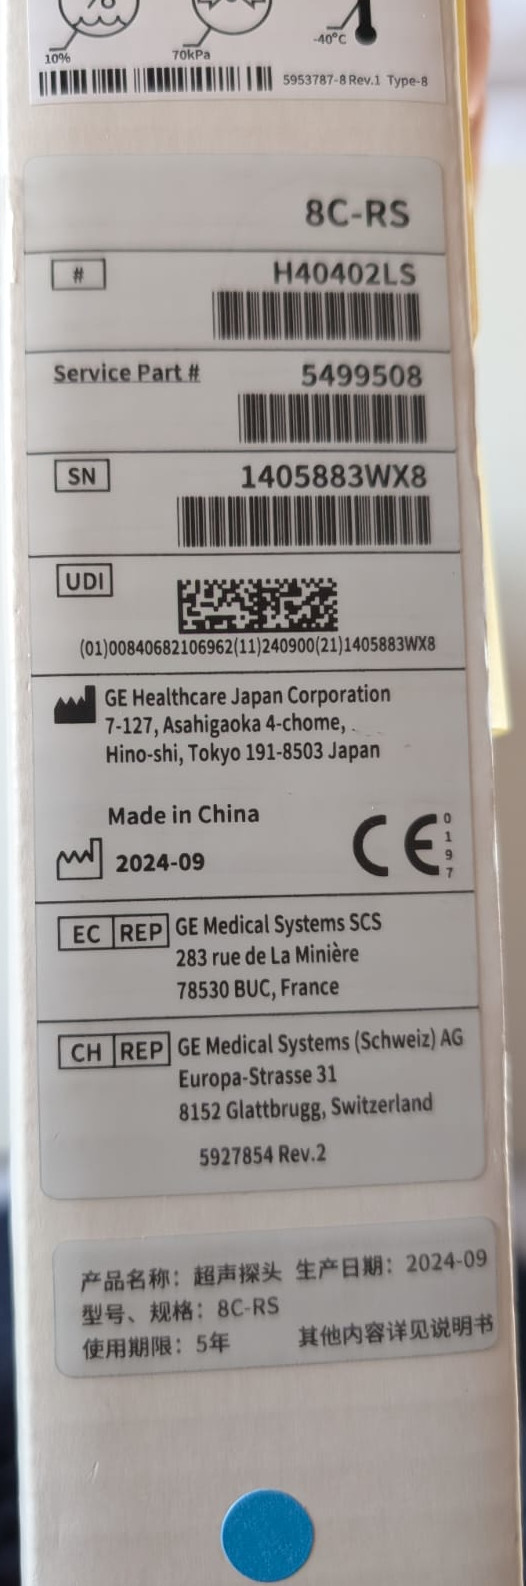 %
10%
70kPa
-40°C
5953787-8 Rev.1 Type-8
8C-RS
# H40402LS
Service Part # 5499508
SN 1405883WX8
UDI
(01)00840682106962(11)240900(21)1405883WX8
GE Healthcare Japan Corporation
7-127, Asahigaoka 4-chome,
Hino-shi, Tokyo 191-8503 Japan
Made in China
2024-09
CE 0197
EC REP GE Medical Systems SCS
283 rue de La Minière
78530 BUC, France
CH REP GE Medical Systems (Schweiz) AG
Europa-Strasse 31
8152 Glattbrugg, Switzerland
5927854 Rev.2
产品名称：超声探头 生产日期：2024-09
型号、规格：8C-RS
使用期限：5年 其他内容详见说明书